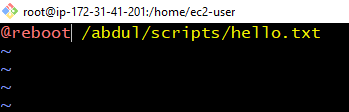 root@ip-172-31-41-201:/home/ec2-user
@reboot /abdul/scripts/hello.txt
~
~
~
~